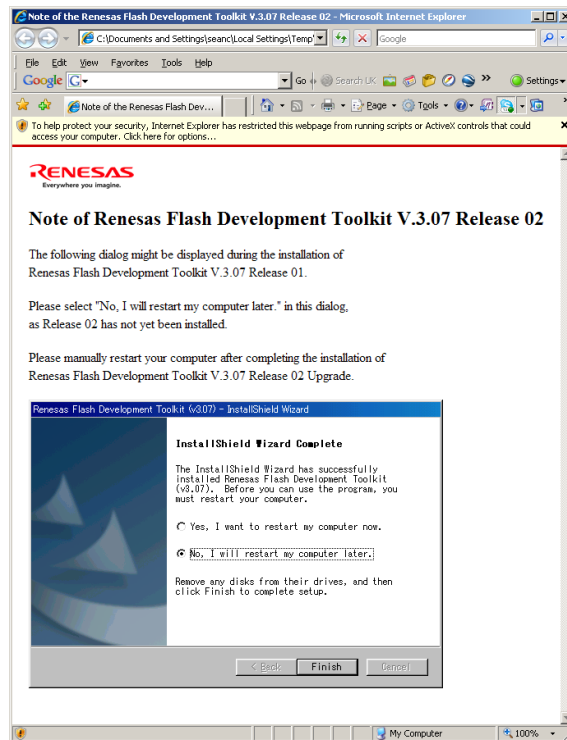 Note of the Renesas Flash Development Toolkit V.3.07 Release 02 - Microsoft Internet Explorer
C:\Documents and Settings\seanc\Local Settings\Temp\
Google
File Edit View Favorites Tools Help
Google G Go Search UK Settings
Note of the Renesas Flash Dev... Page Tools
To help protect your security, Internet Explorer has restricted this webpage from running scripts or ActiveX controls that could
access your computer. Click here for options...
RENESAS
Everywhere you imagine.
Note of Renesas Flash Development Toolkit V.3.07 Release 02
The following dialog might be displayed during the installation of
Renesas Flash Development Toolkit V.3.07 Release 01.
Please select "No, I will restart my computer later." in this dialog,
as Release 02 has not yet been installed.
Please manually restart your computer after completing the installation of
Renesas Flash Development Toolkit V.3.07 Release 02 Upgrade.
Renesas Flash Development Toolkit (v3.07) - InstallShield Wizard
InstallShield Wizard Complete
The InstallShield Wizard has successfully
installed Renesas Flash Development Toolkit
(v3.07). Before you can use the program, you
must restart your computer.
Yes, I want to restart my computer now.
No, I will restart my computer later.
Remove any disks from their drives, and then
click Finish to complete setup.
< Back Finish Cancel
My Computer 100%